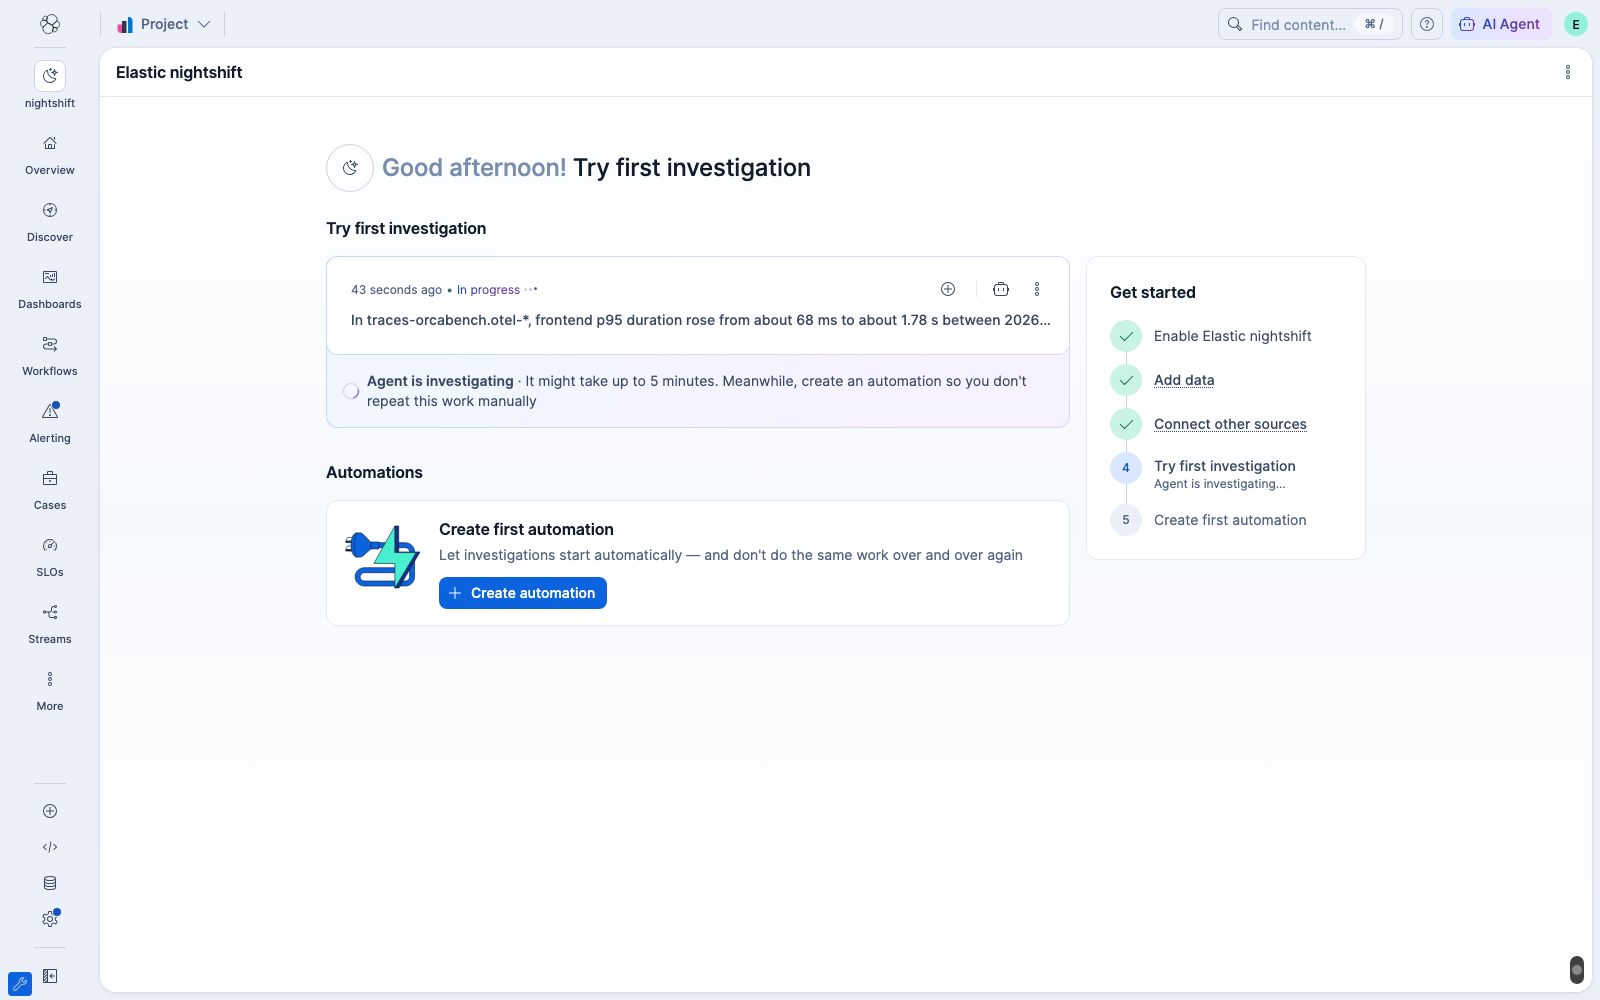 Project
Find content...
⌘ /
AI Agent
E
Elastic nightshift
nightshift
Overview
Discover
Dashboards
Workflows
Alerting
Cases
SLOs
Streams
More
Good afternoon! Try first investigation
Try first investigation
43 seconds ago • In progress
In traces-orcabench.otel-*, frontend p95 duration rose from about 68 ms to about 1.78 s between 2026...
Agent is investigating · It might take up to 5 minutes. Meanwhile, create an automation so you don't
repeat this work manually
Automations
Create first automation
Let investigations start automatically — and don't do the same work over and over again
Create automation
Get started
Enable Elastic nightshift
Add data
Connect other sources
4 Try first investigation
Agent is investigating...
5 Create first automation